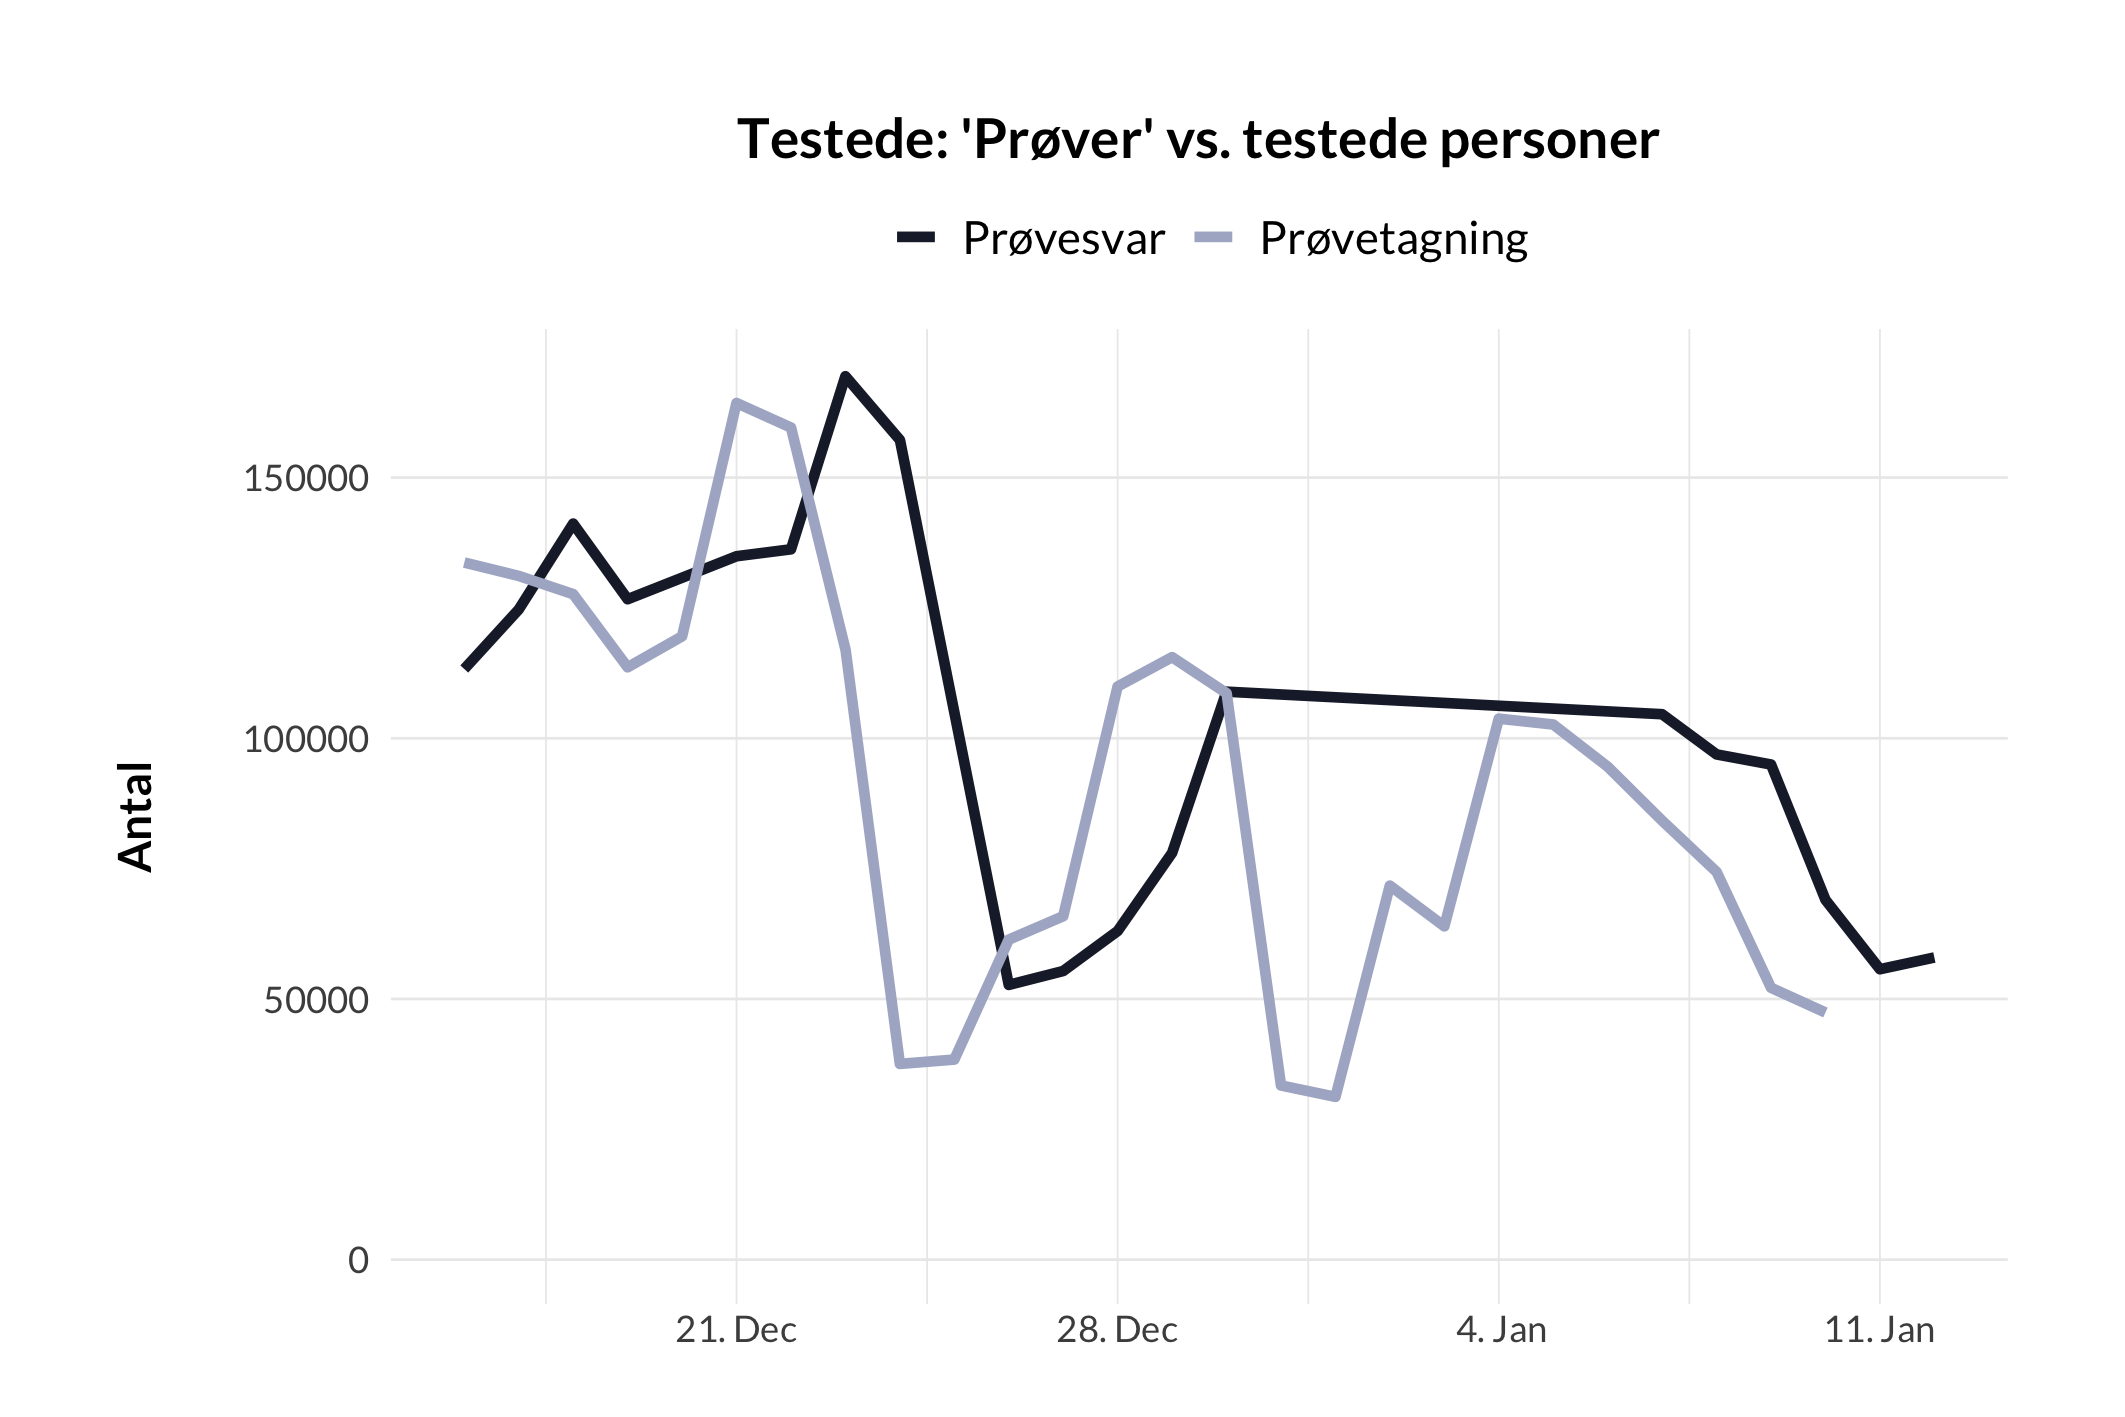 Testede: 'Prøver' vs. testede personer
Prøvesvar Prøvetagning
Antal
150000
100000
50000
0
21. Dec 28. Dec 4. Jan 11. Jan